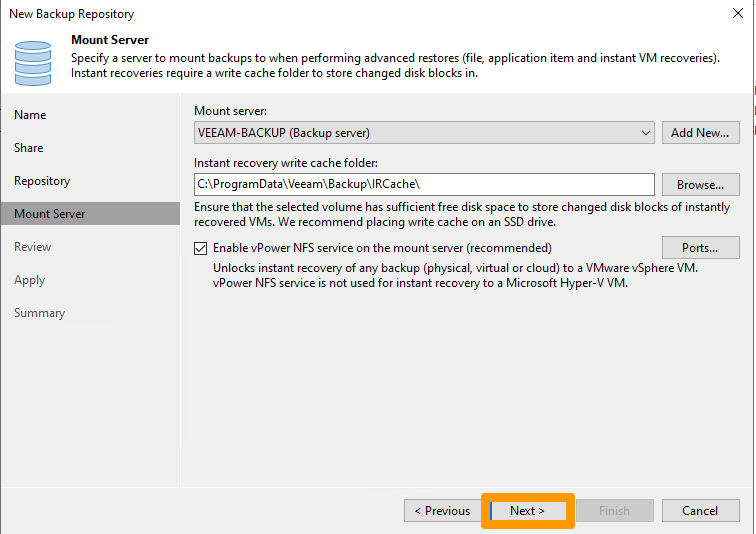 New Backup Repository
Mount Server
Specify a server to mount backups to when performing advanced restores (file, application item and instant VM recoveries).
Instant recoveries require a write cache folder to store changed disk blocks in.
Name
Share
Repository
Mount Server
Review
Apply
Summary
Mount server:
VEEAM-BACKUP (Backup server)
Add New...
Instant recovery write cache folder:
C:\ProgramData\Veeam\Backup\IRCache\
Browse...
Ensure that the selected volume has sufficient free disk space to store changed disk blocks of instantly
recovered VMs. We recommend placing write cache on an SSD drive.
Enable vPower NFS service on the mount server (recommended)
Ports...
Unlocks instant recovery of any backup (physical, virtual or cloud) to a VMware vSphere VM.
vPower NFS service is not used for instant recovery to a Microsoft Hyper-V VM.
< Previous
Next >
Finish
Cancel